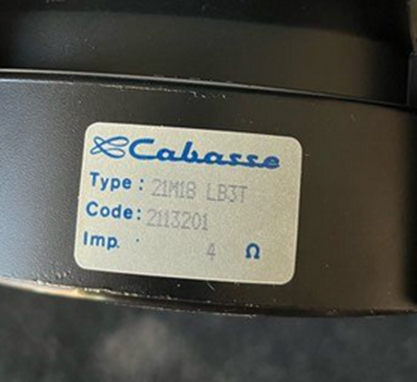 Cabasse
Type : 21M18 LB3T
Code: 2113201
Imp. 4 Ω